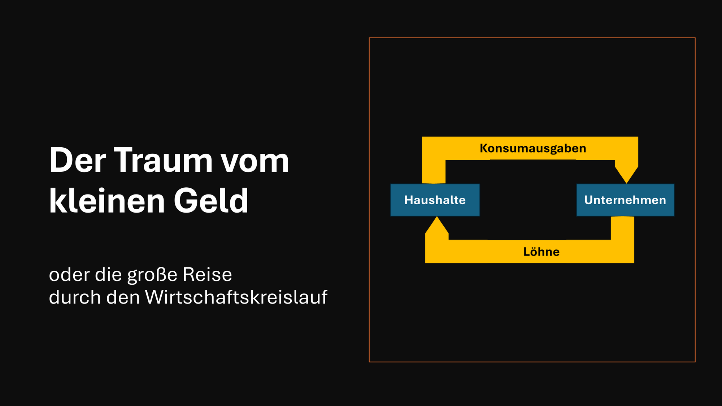 Der Traum vom
kleinen Geld
oder die große Reise
durch den Wirtschaftskreislauf
Konsumausgaben
Haushalte
Unternehmen
Löhne